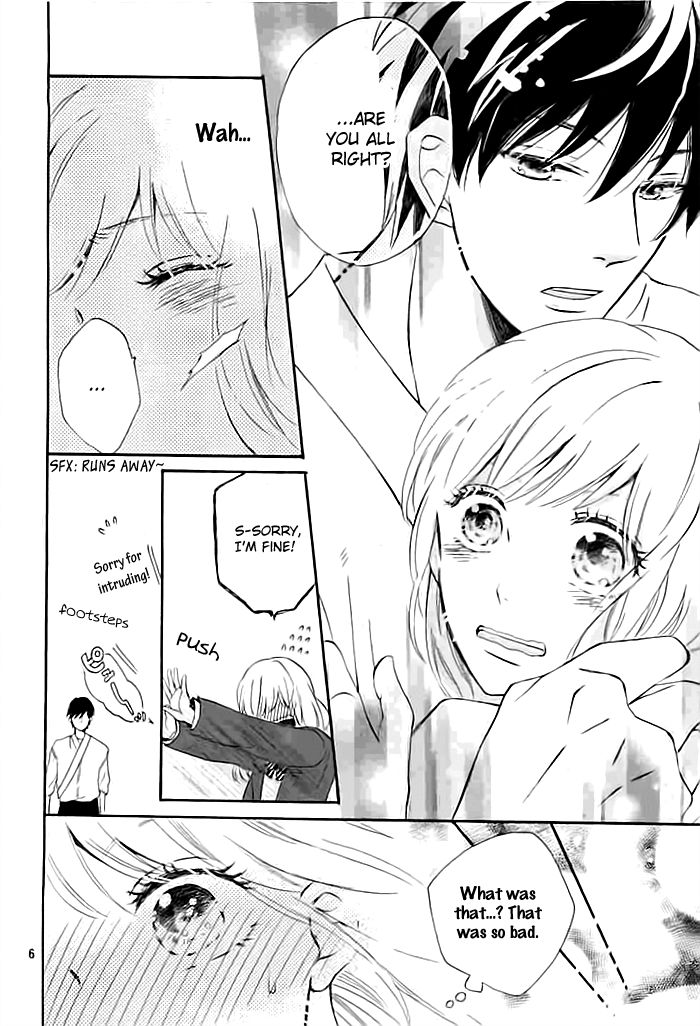 ...ARE
YOU ALL
RIGHT?
Wah...
...
S-SORRY,
I'M FINE!
push
SFX: RUNS AWAY~
Sorry for
intruding!
footsteps
What was
that...? That
was so bad.
6